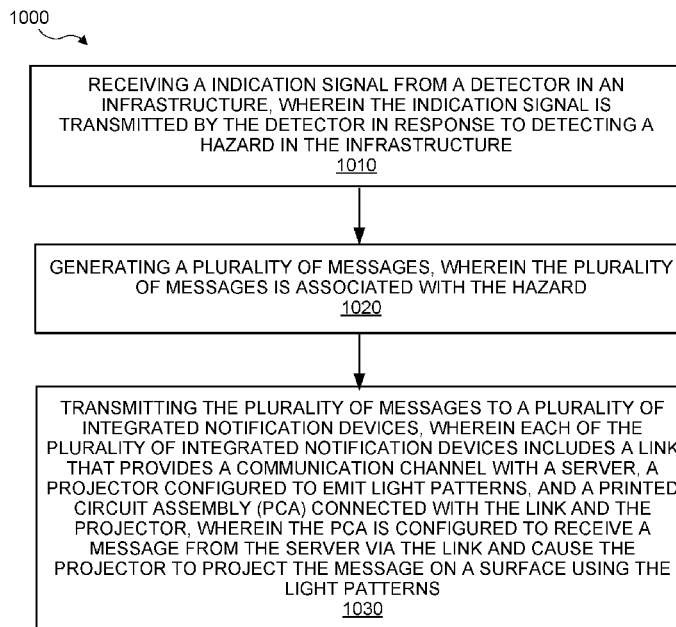 1000
RECEIVING A INDICATION SIGNAL FROM A DETECTOR IN AN
INFRASTRUCTURE, WHEREIN THE INDICATION SIGNAL IS
TRANSMITTED BY THE DETECTOR IN RESPONSE TO DETECTING A
HAZARD IN THE INFRASTRUCTURE
1010
GENERATING A PLURALITY OF MESSAGES, WHEREIN THE PLURALITY
OF MESSAGES IS ASSOCIATED WITH THE HAZARD
1020
TRANSMITTING THE PLURALITY OF MESSAGES TO A PLURALITY OF
INTEGRATED NOTIFICATION DEVICES, WHEREIN EACH OF THE
PLURALITY OF INTEGRATED NOTIFICATION DEVICES INCLUDES A LINK
THAT PROVIDES A COMMUNICATION CHANNEL WITH A SERVER, A
PROJECTOR CONFIGURED TO EMIT LIGHT PATTERNS, AND A PRINTED
CIRCUIT ASSEMBLY (PCA) CONNECTED WITH THE LINK AND THE
PROJECTOR, WHEREIN THE PCA IS CONFIGURED TO RECEIVE A
MESSAGE FROM THE SERVER VIA THE LINK AND CAUSE THE
PROJECTOR TO PROJECT THE MESSAGE ON A SURFACE USING THE
LIGHT PATTERNS
1030